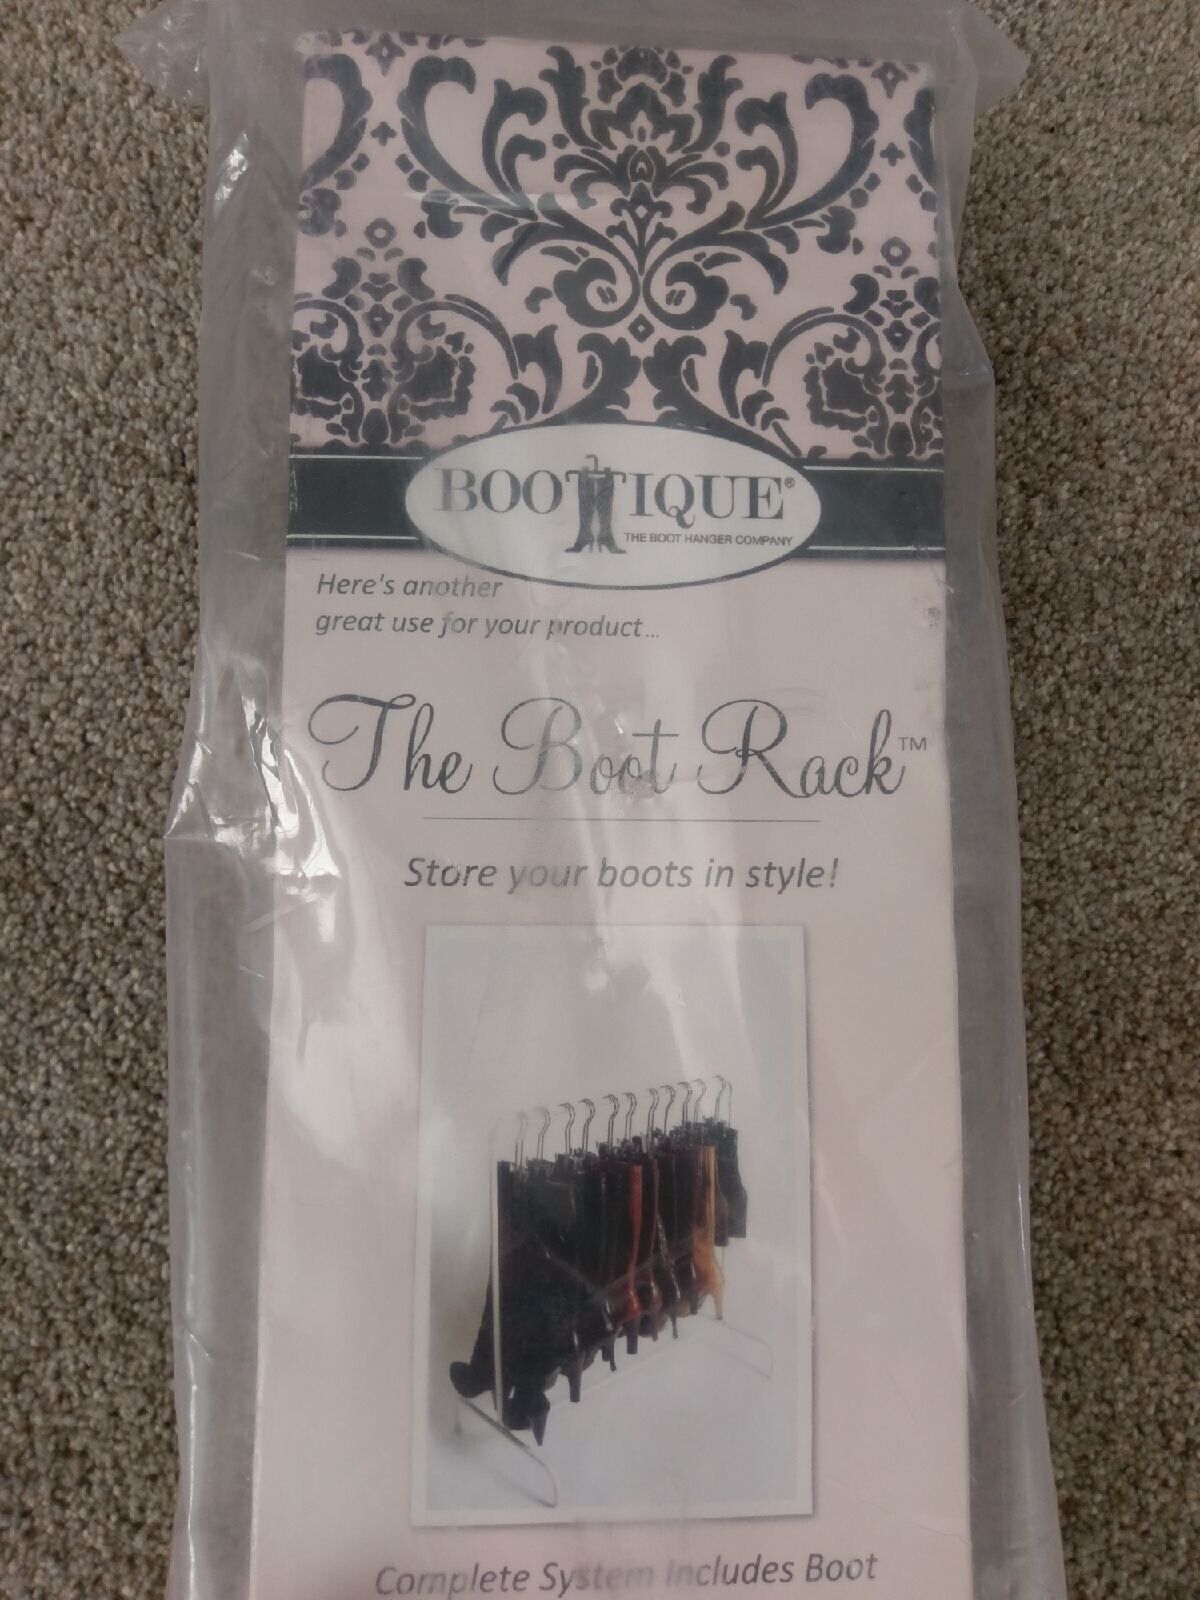 BOOTTIQUE®
THE BOOT HANGER COMPANY
Here's another
great use for your product...
The Boot Rack™
Store your boots in style!
Complete System Includes Boot